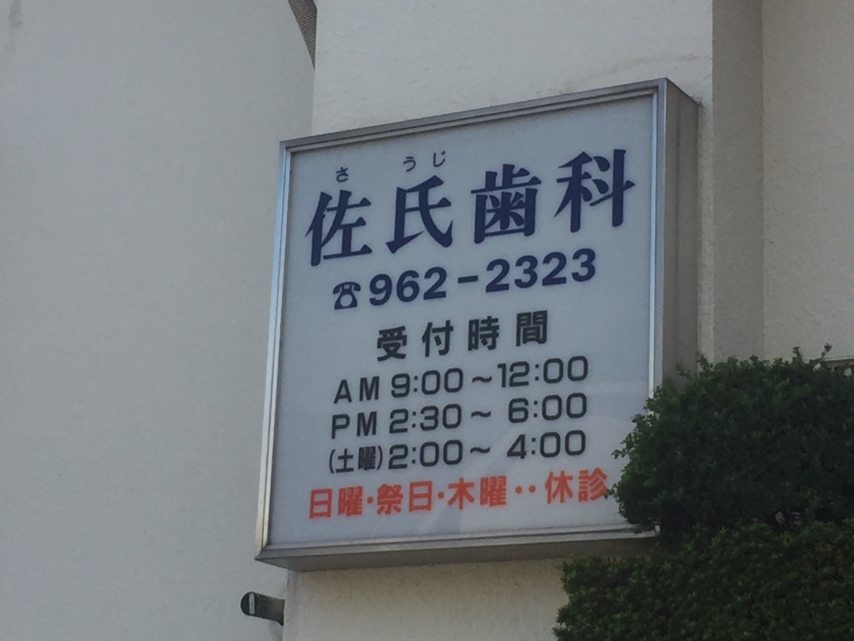 さ うじ
佐氏歯科
☎962-2323
受付時間
AM 9:00～12:00
PM 2:30～ 6:00
(土曜)2:00～ 4:00
日曜・祭日・木曜‥休診